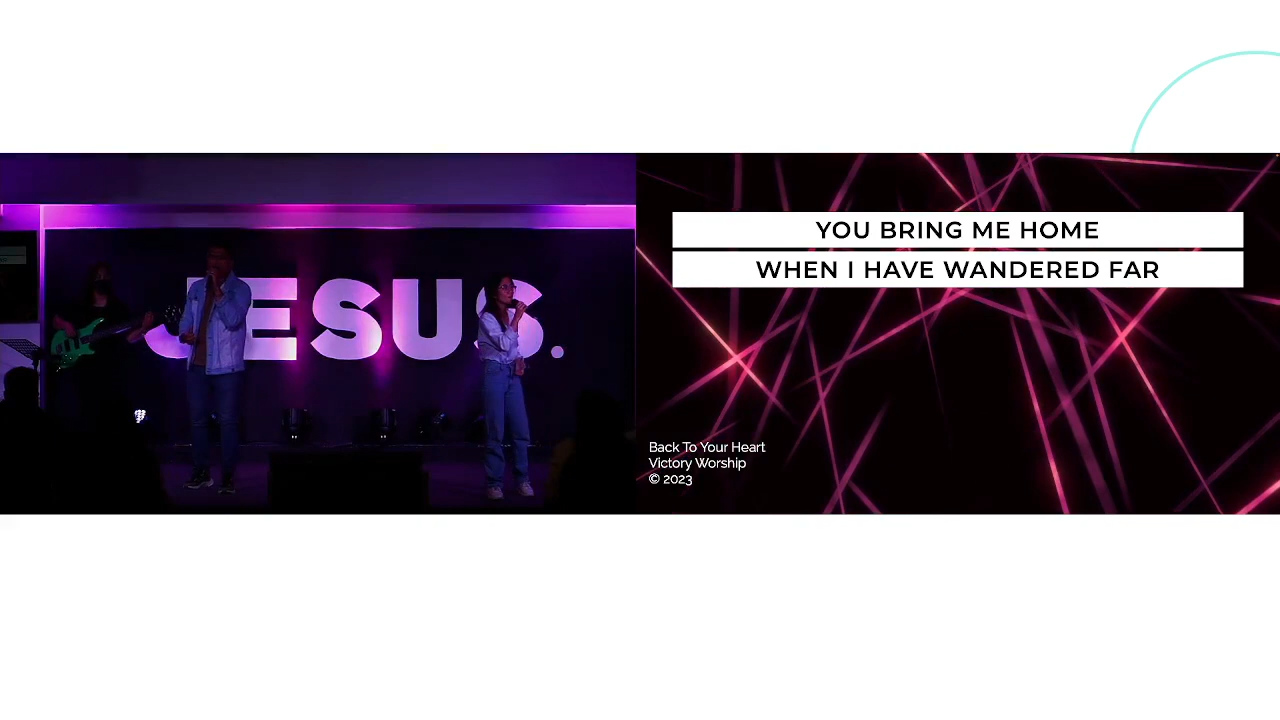 JESUS.
YOU BRING ME HOME
WHEN I HAVE WANDERED FAR
Back To Your Heart
Victory Worship
© 2023